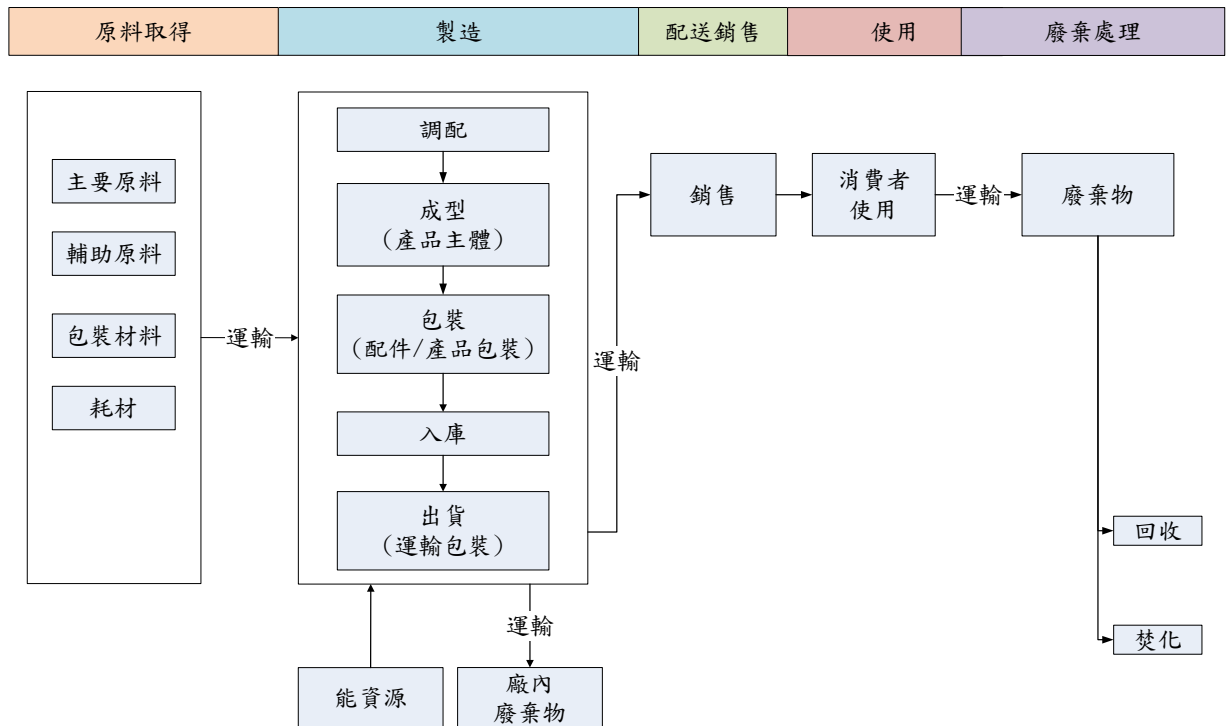 原料取得
製造
配送銷售
使用
廢棄處理
主要原料
輔助原料
包裝材料
耗材
運輸
調配
成型
(產品主體)
包裝
(配件/產品包裝)
入庫
出貨
(運輸包裝)
能資源
運輸
廠內
廢棄物
運輸
銷售
消費者
使用
運輸
廢棄物
回收
焚化